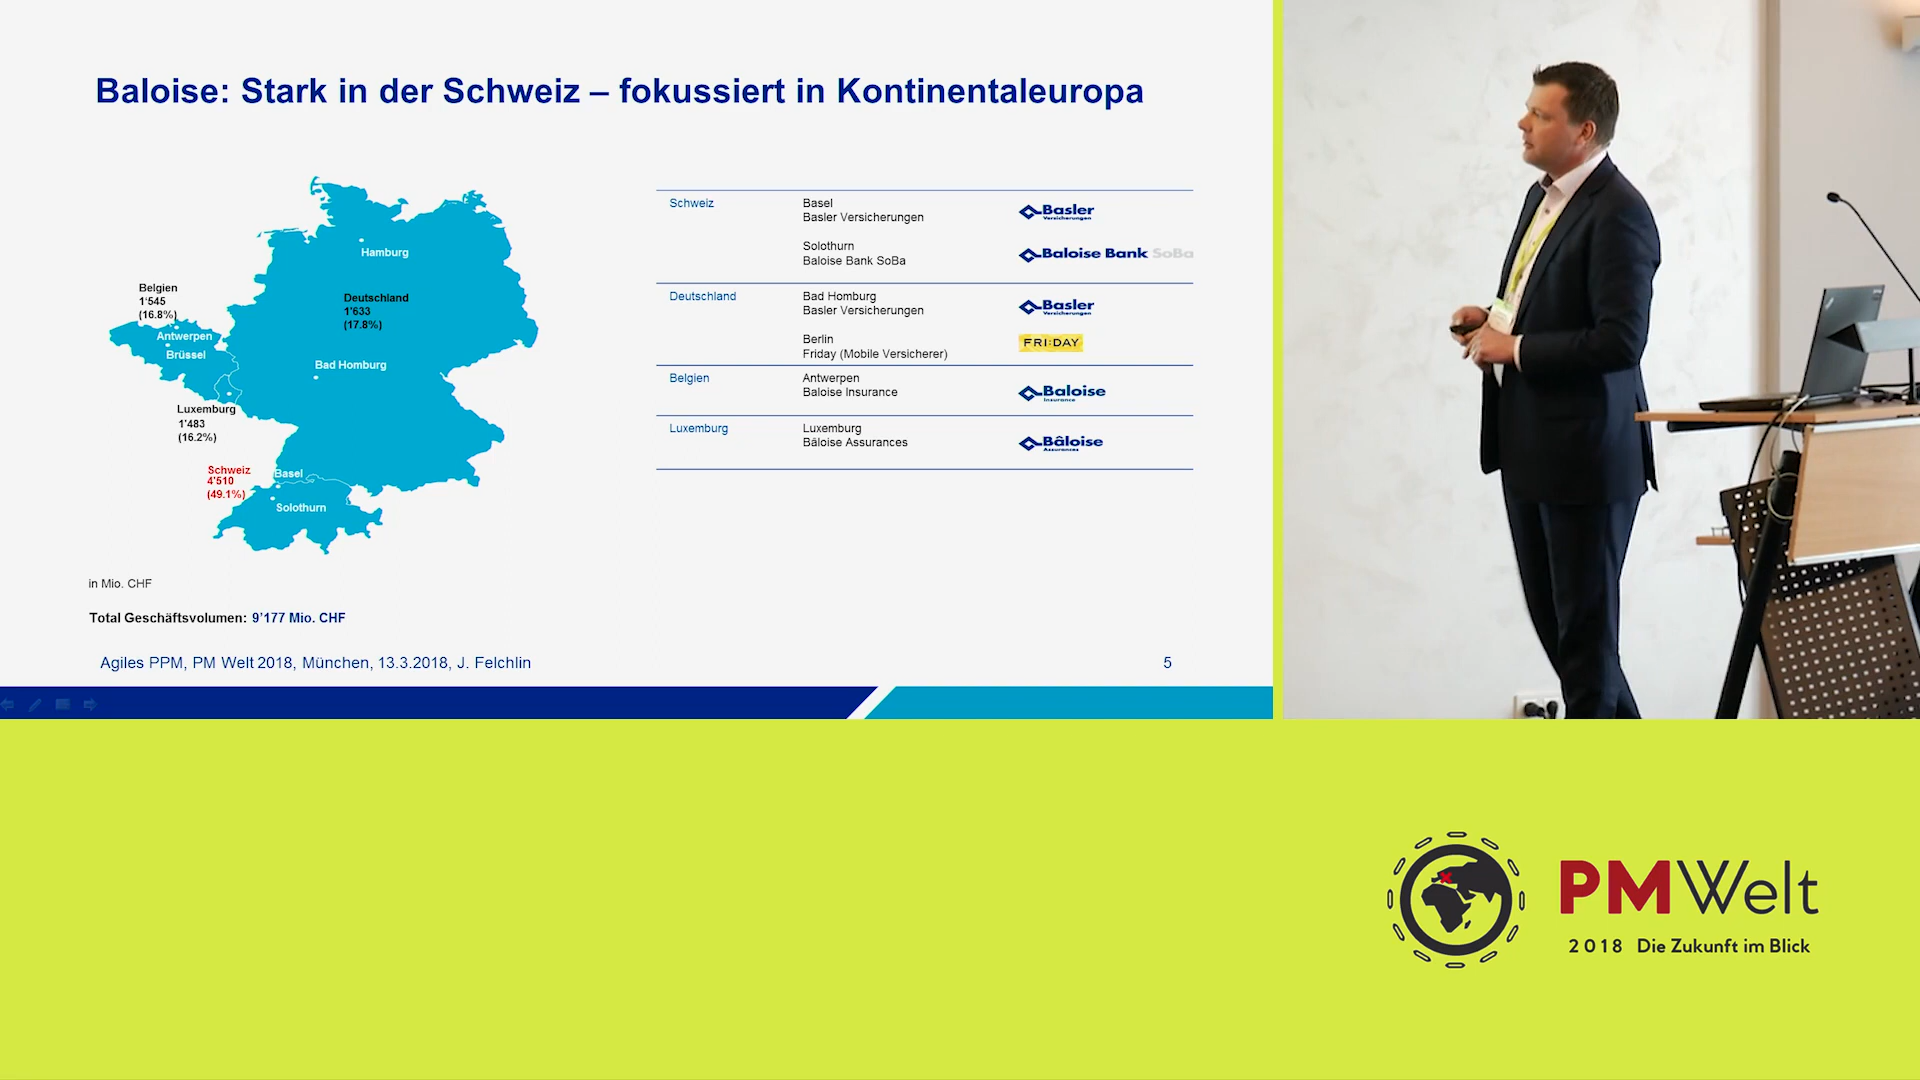 Baloise: Stark in der Schweiz – fokussiert in Kontinentaleuropa
Hamburg
Belgien
1'545
(16.8%)
Deutschland
1'633
(17.8%)
Antwerpen
Brüssel
Bad Homburg
Luxemburg
1'483
(16.2%)
Schweiz
4'510
(49.1%)
Basel
Solothurn
in Mio. CHF
Total Geschäftsvolumen: 9'177 Mio. CHF
Schweiz
Basel
Basler Versicherungen
Basler
Versicherungen
Solothurn
Baloise Bank SoBa
Baloise Bank SoBa
Deutschland
Bad Homburg
Basler Versicherungen
Basler
Versicherungen
Berlin
Friday (Mobile Versicherer)
FRI:DAY
Belgien
Antwerpen
Baloise Insurance
Baloise
Insurance
Luxemburg
Luxemburg
Bâloise Assurances
Bâloise
Assurances
Agiles PPM, PM Welt 2018, München, 13.3.2018, J. Felchlin
5
PMWelt
2018 Die Zukunft im Blick